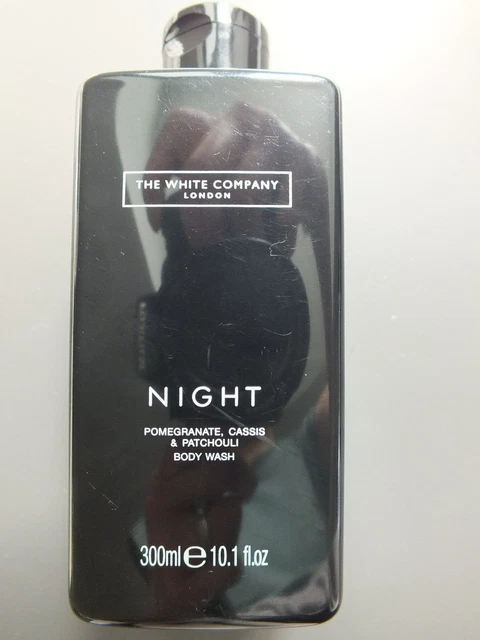 THE WHITE COMPANY
LONDON
NIGHT
POMEGRANATE, CASSIS
& PATCHOULI
BODY WASH
300ml ℮ 10.1 fl.oz